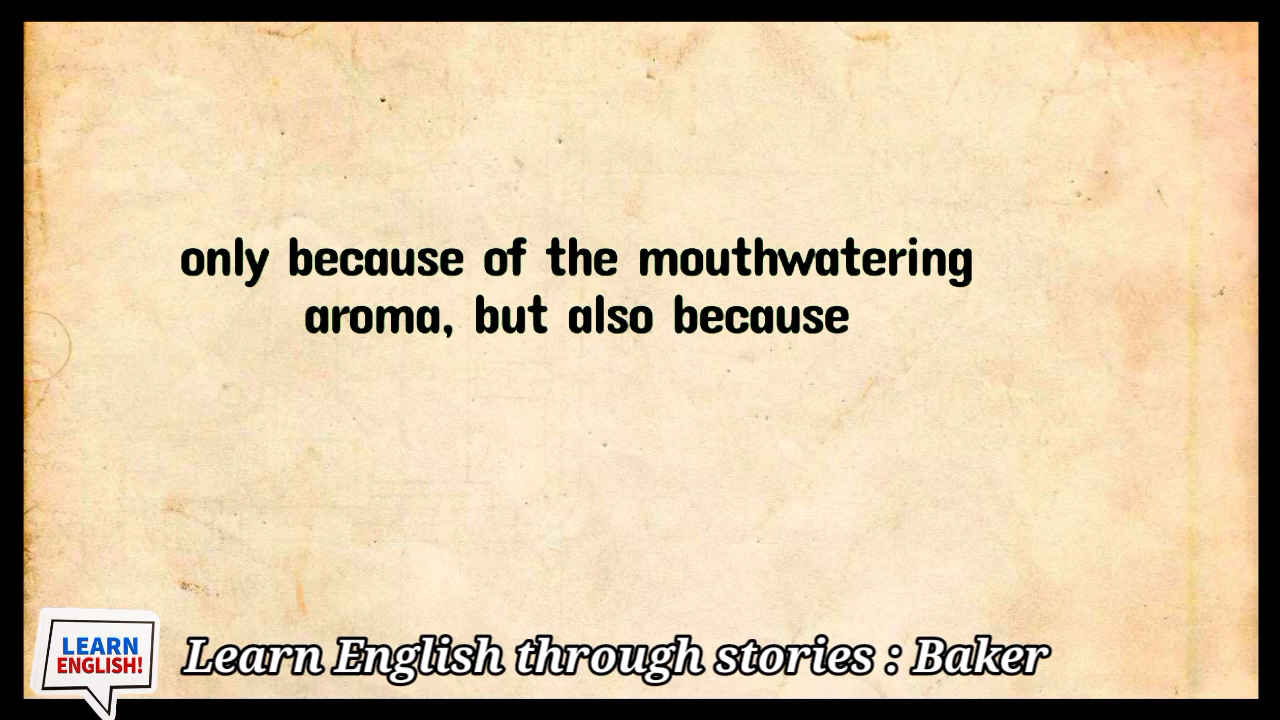 only because of the mouthwatering
aroma, but also because
LEARN
ENGLISH!
Learn English through stories : Baker